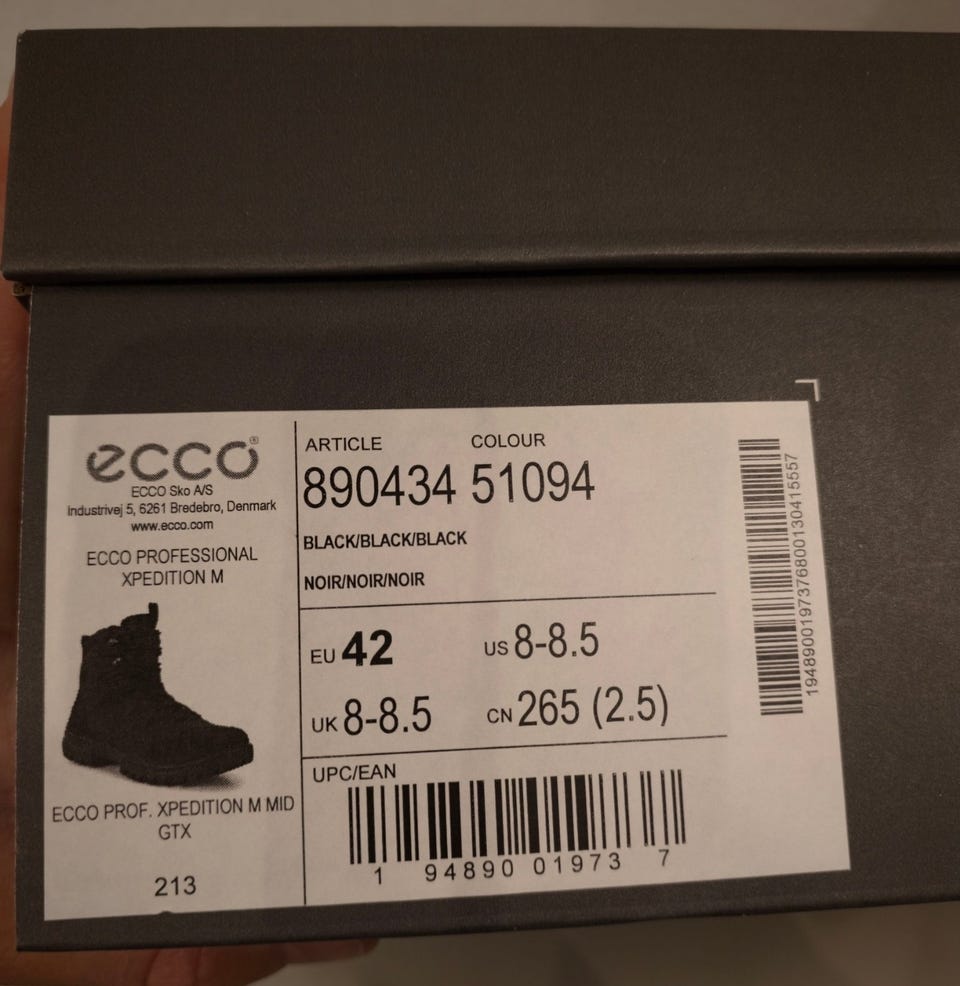 ecco®
ECCO Sko A/S
Industrivej 5, 6261 Bredebro, Denmark
www.ecco.com
ECCO PROFESSIONAL
XPEDITION M
ECCO PROF. XPEDITION M MID
GTX
213
ARTICLE COLOUR
890434 51094
BLACK/BLACK/BLACK
NOIR/NOIR/NOIR
EU 42 US 8-8.5
UK 8-8.5 CN 265 (2.5)
UPC/EAN
1 94890 01973 7
19489001973768001304155​57